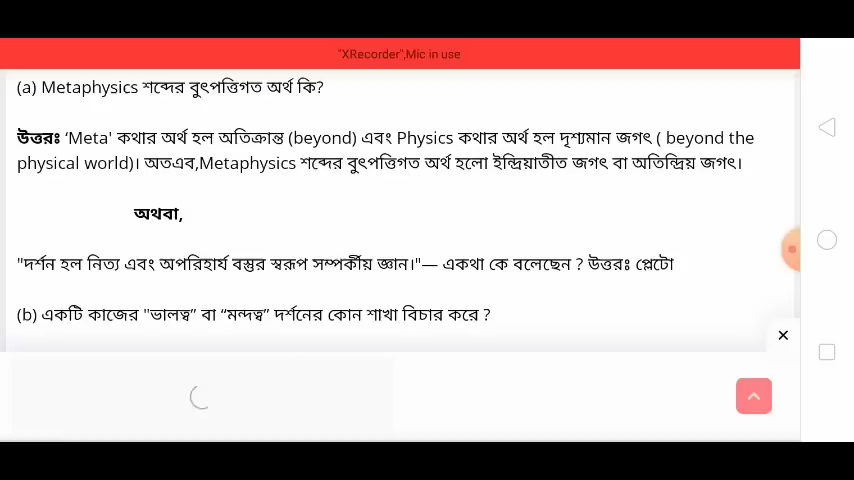 "XRecorder",Mic in use
(a) Metaphysics শব্দের বুৎপত্তিগত অর্থ কি?
উত্তরঃ ‘Meta' কথার অর্থ হল অতিক্রান্ত (beyond) এবং Physics কথার অর্থ হল দৃশ্যমান জগৎ ( beyond the
physical world)। অতএব,Metaphysics শব্দের বুৎপত্তিগত অর্থ হলো ইন্দ্রিয়াতীত জগৎ বা অতিন্দ্রিয় জগৎ।
অথবা,
"দর্শন হল নিত্য এবং অপরিহার্য বস্তুর স্বরূপ সম্পর্কীয় জ্ঞান।"— একথা কে বলেছেন ? উত্তরঃ প্লেটো
(b) একটি কাজের "ভালত্ব” বা “মন্দত্ব” দর্শনের কোন শাখা বিচার করে ?